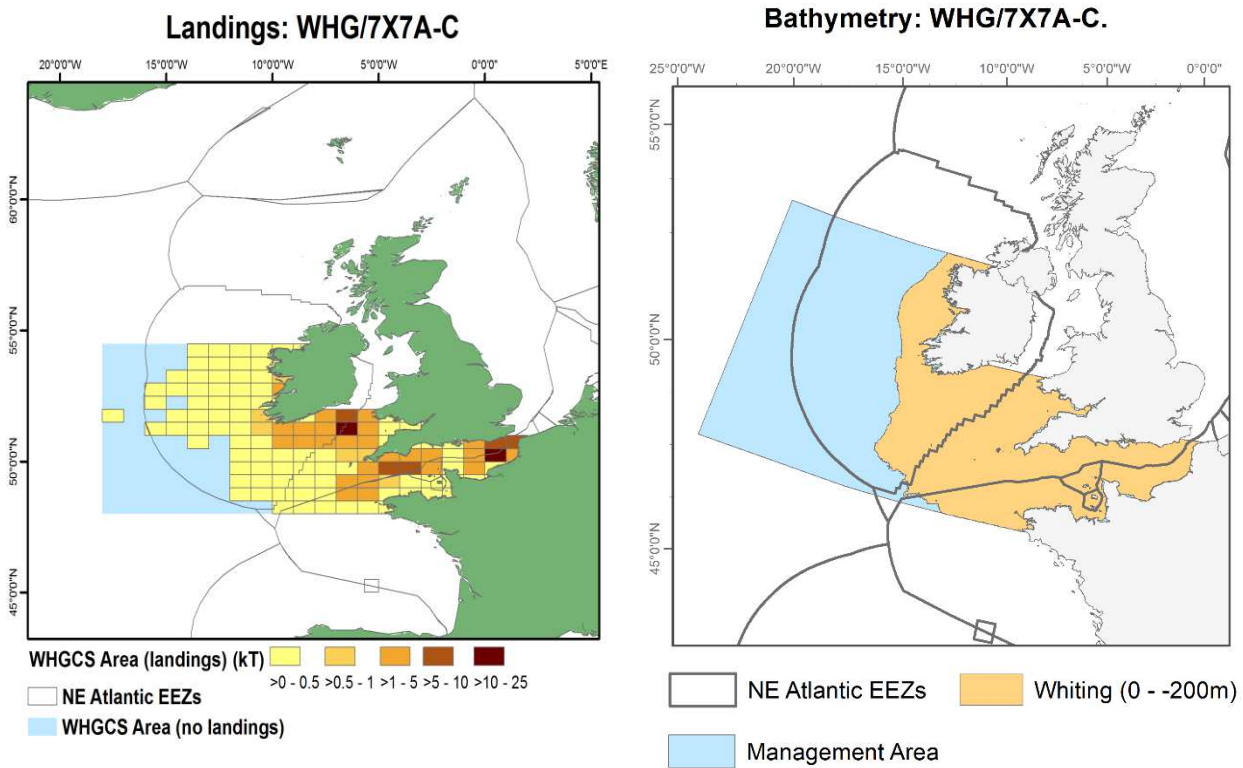 Landings: WHG/7X7A-C
20°0'0"W 15°0'0"W 10°0'0"W 5°0'0"W 0°0'0" 5°0'0"E
60°0'0"N
55°0'0"N
50°0'0"N
45°0'0"N
WHGCS Area (landings) (kT)
>0 - 0.5 >0.5 - 1 >1 - 5 >5 - 10 >10 - 25
NE Atlantic EEZs
WHGCS Area (no landings)
Bathymetry: WHG/7X7A-C.
25°0'0"W 20°0'0"W 15°0'0"W 10°0'0"W 5°0'0"W 0°0'0"
55°0'0"N
50°0'0"N
45°0'0"N
NE Atlantic EEZs Whiting (0 - -200m)
Management Area